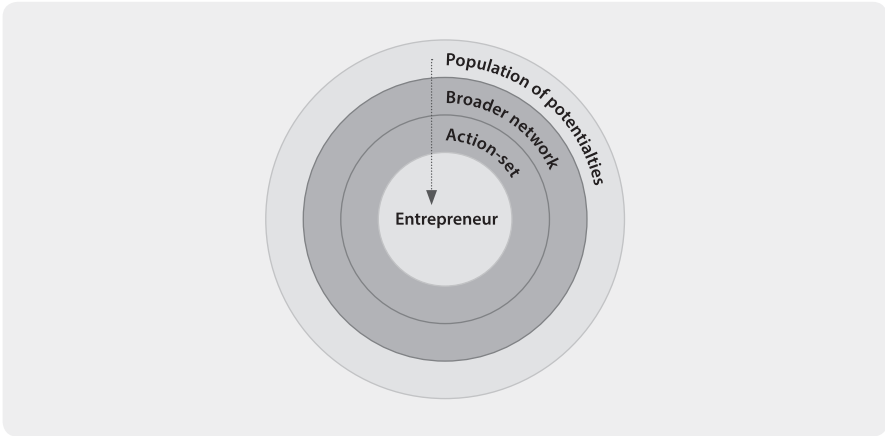 Population of potentialties
Broader network
Action-set
Entrepreneur